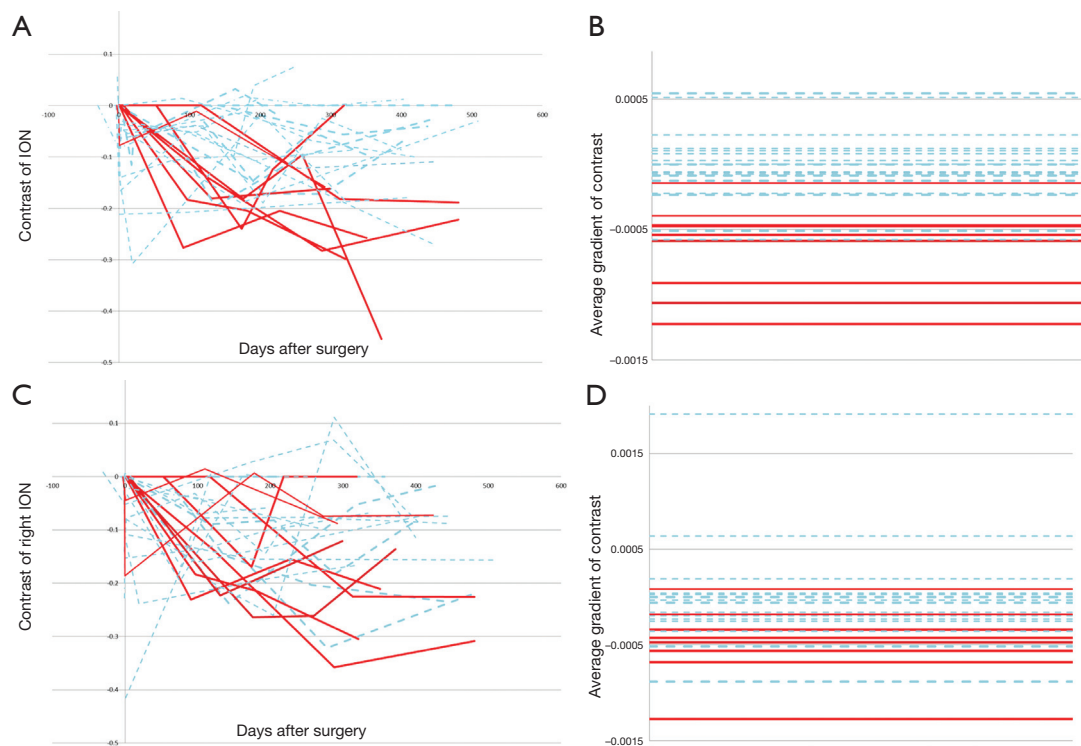 A
Contrast of ION
0.1
0
-0.1
-0.2
-0.3
-0.4
-0.5
-100 0 100 200 300 400 500 600
Days after surgery
B
Average gradient of contrast
0.0005
−0.0005
−0.0015
C
Contrast of right ION
0.1
0
-0.1
-0.2
-0.3
-0.4
-0.5
-100 0 100 200 300 400 500 600
Days after surgery
D
Average gradient of contrast
0.0015
0.0005
−0.0005
−0.0015